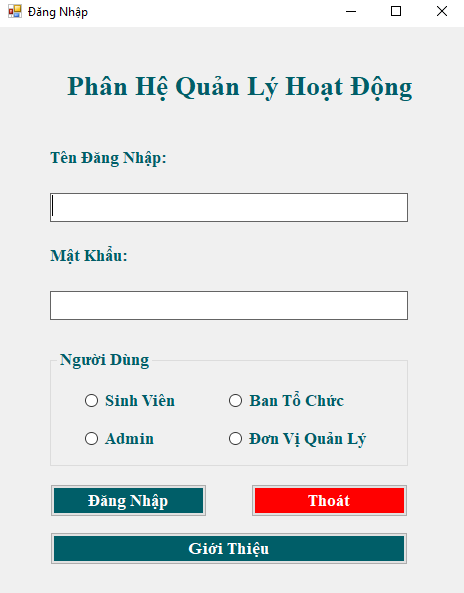 Đăng Nhập
Phân Hệ Quản Lý Hoạt Động
Tên Đăng Nhập:
Mật Khẩu:
Người Dùng
Sinh Viên
Ban Tổ Chức
Admin
Đơn Vị Quản Lý
Đăng Nhập
Thoát
Giới Thiệu